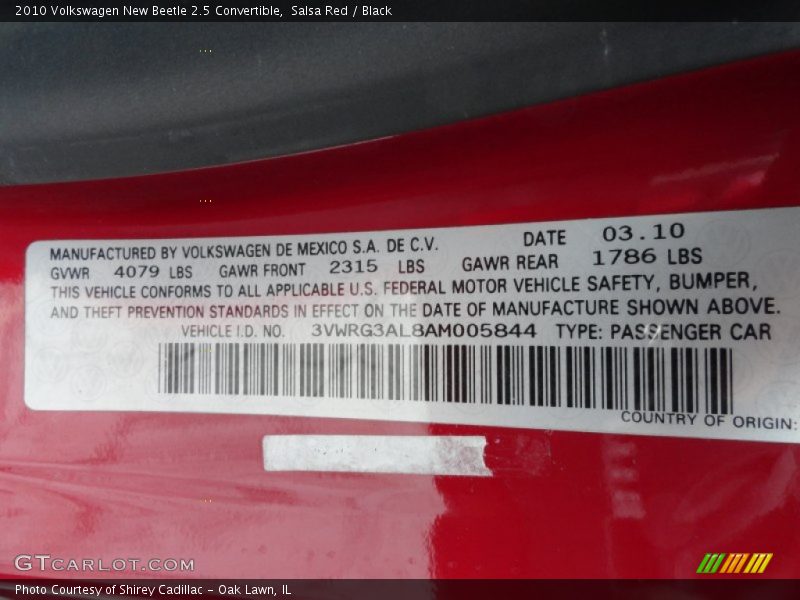 2010 Volkswagen New Beetle 2.5 Convertible, Salsa Red / Black
MANUFACTURED BY VOLKSWAGEN DE MEXICO S.A. DE C.V. DATE 03.10
GVWR 4079 LBS GAWR FRONT 2315 LBS GAWR REAR 1786 LBS
THIS VEHICLE CONFORMS TO ALL APPLICABLE U.S. FEDERAL MOTOR VEHICLE SAFETY, BUMPER,
AND THEFT PREVENTION STANDARDS IN EFFECT ON THE DATE OF MANUFACTURE SHOWN ABOVE.
VEHICLE I.D. NO. 3VWRG3AL8AM005844 TYPE: PASSENGER CAR
COUNTRY OF ORIGIN:
GTCARLOT.COM
Photo Courtesy of Shirey Cadillac - Oak Lawn, IL